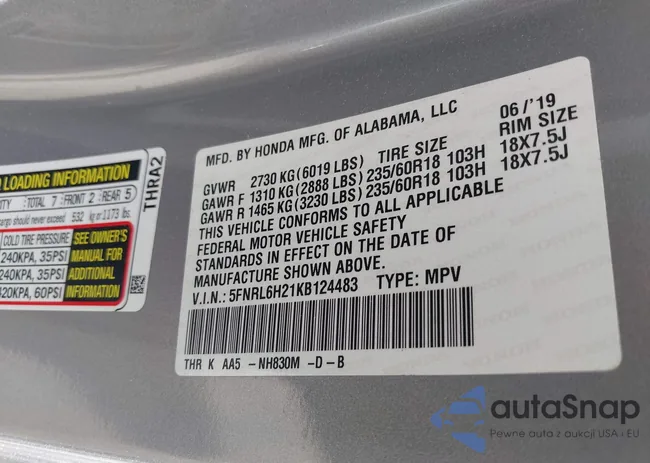 LOADING INFORMATION
TOTAL 7 FRONT 2 REAR 5
cargo should never exceed 532 kg or 1173 lbs.
COLD TIRE PRESSURE SEE OWNER'S
240KPA, 35PSI MANUAL FOR
240KPA, 35PSI ADDITIONAL
420KPA, 60PSI INFORMATION
THRA2
MFD. BY HONDA MFG. OF ALABAMA, LLC 06/'19
GVWR 2730 KG(6019 LBS) TIRE SIZE RIM SIZE
GAWR F 1310 KG(2888 LBS) 235/60R18 103H 18X7.5J
GAWR R 1465 KG(3230 LBS) 235/60R18 103H 18X7.5J
THIS VEHICLE CONFORMS TO ALL APPLICABLE
FEDERAL MOTOR VEHICLE SAFETY
STANDARDS IN EFFECT ON THE DATE OF
MANUFACTURE SHOWN ABOVE.
V.I.N.: 5FNRL6H21KB124483 TYPE: MPV
THR K AA5 -NH830M -D-B
autoSnap
Pewne auta z aukcji USA i EU